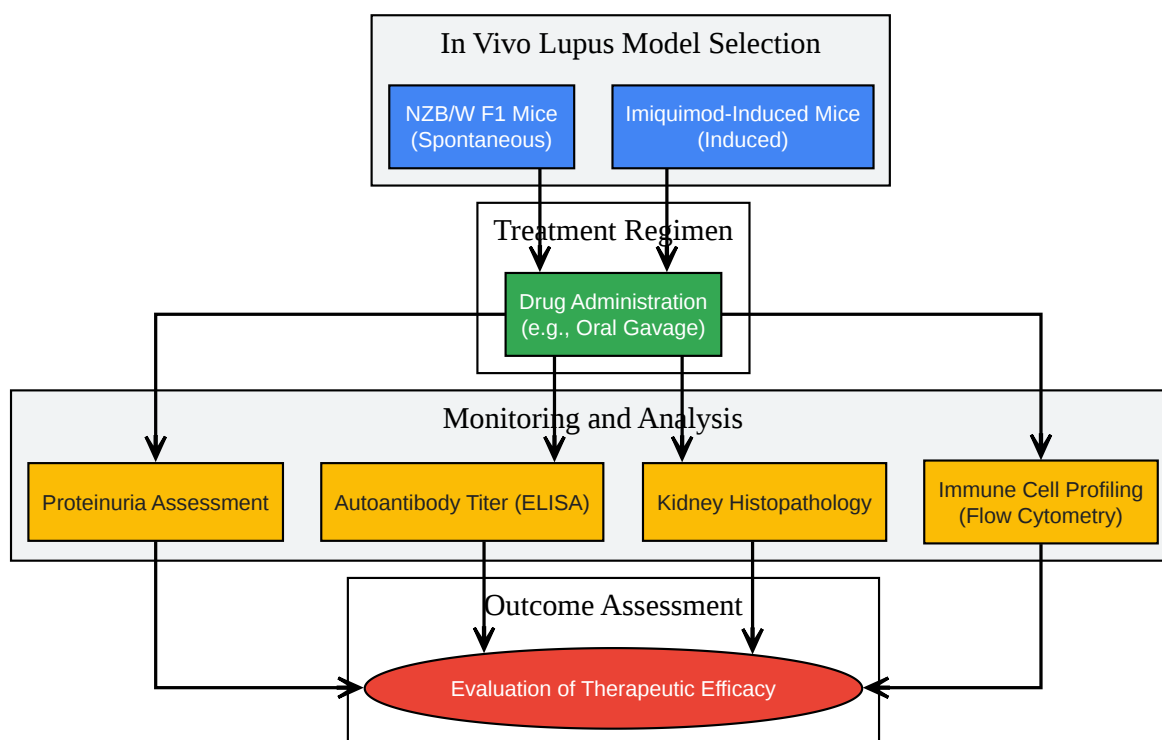 In Vivo Lupus Model Selection
NZB/W F1 Mice
(Spontaneous)
Imiquimod-Induced Mice
(Induced)
Treatment Regimen
Drug Administration
(e.g., Oral Gavage)
Monitoring and Analysis
Proteinuria Assessment
Autoantibody Titer (ELISA)
Kidney Histopathology
Immune Cell Profiling
(Flow Cytometry)
Outcome Assessment
Evaluation of Therapeutic Efficacy